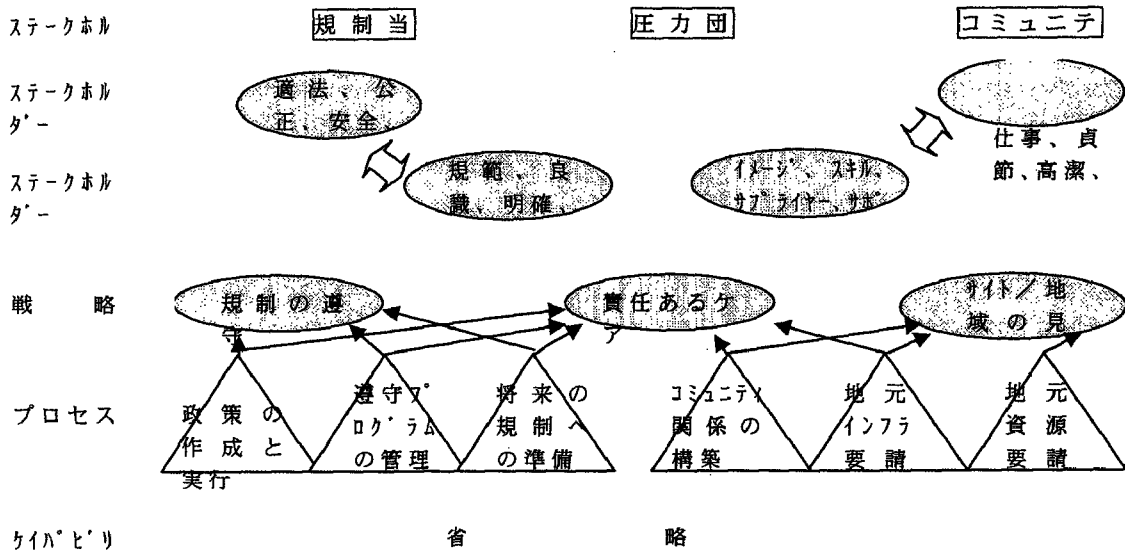 ステークホル
規制当
圧力団
コミュニテ
ステークホル
ダー
適法、公
正、安全、
仕事、貞
節、高潔、
ステークホル
ダー
規範、良
識、明確、
イメージ、スキル、
サプライヤー、サポ
戦略
規制の遵
守
責任あるケ
ア
サイト/地
域の見
プロセス
政策の
作成と
実行
遵守プ
ログラム
の管理
将来の
規制へ
の準備
コミュニティ
関係の
構築
地元
インフラ
要請
地元
資源
要請
ケイパビリ
省略